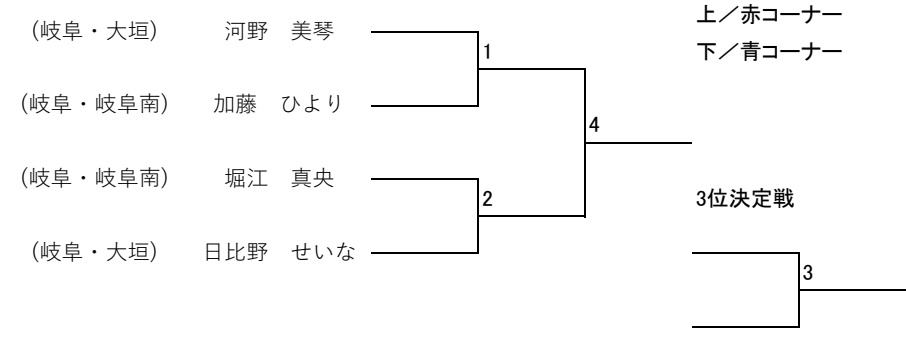 上／赤コーナー
(岐阜・大垣)　河野　美琴
下／青コーナー
1
(岐阜・岐阜南)　加藤　ひより
4
(岐阜・岐阜南)　堀江　真央
2
3位決定戦
(岐阜・大垣)　日比野　せいな
3